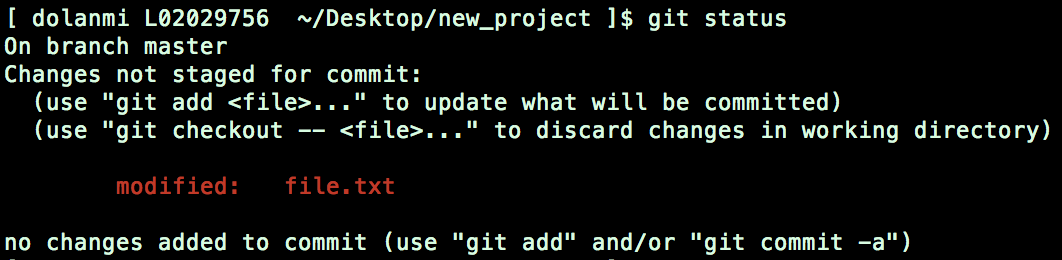 [ dolanmi L02029756  ~/Desktop/new_project ]$ git status
On branch master
Changes not staged for commit:
  (use "git add <file>..." to update what will be committed)
  (use "git checkout -- <file>..." to discard changes in working directory)
        modified:   file.txt
no changes added to commit (use "git add" and/or "git commit -a")